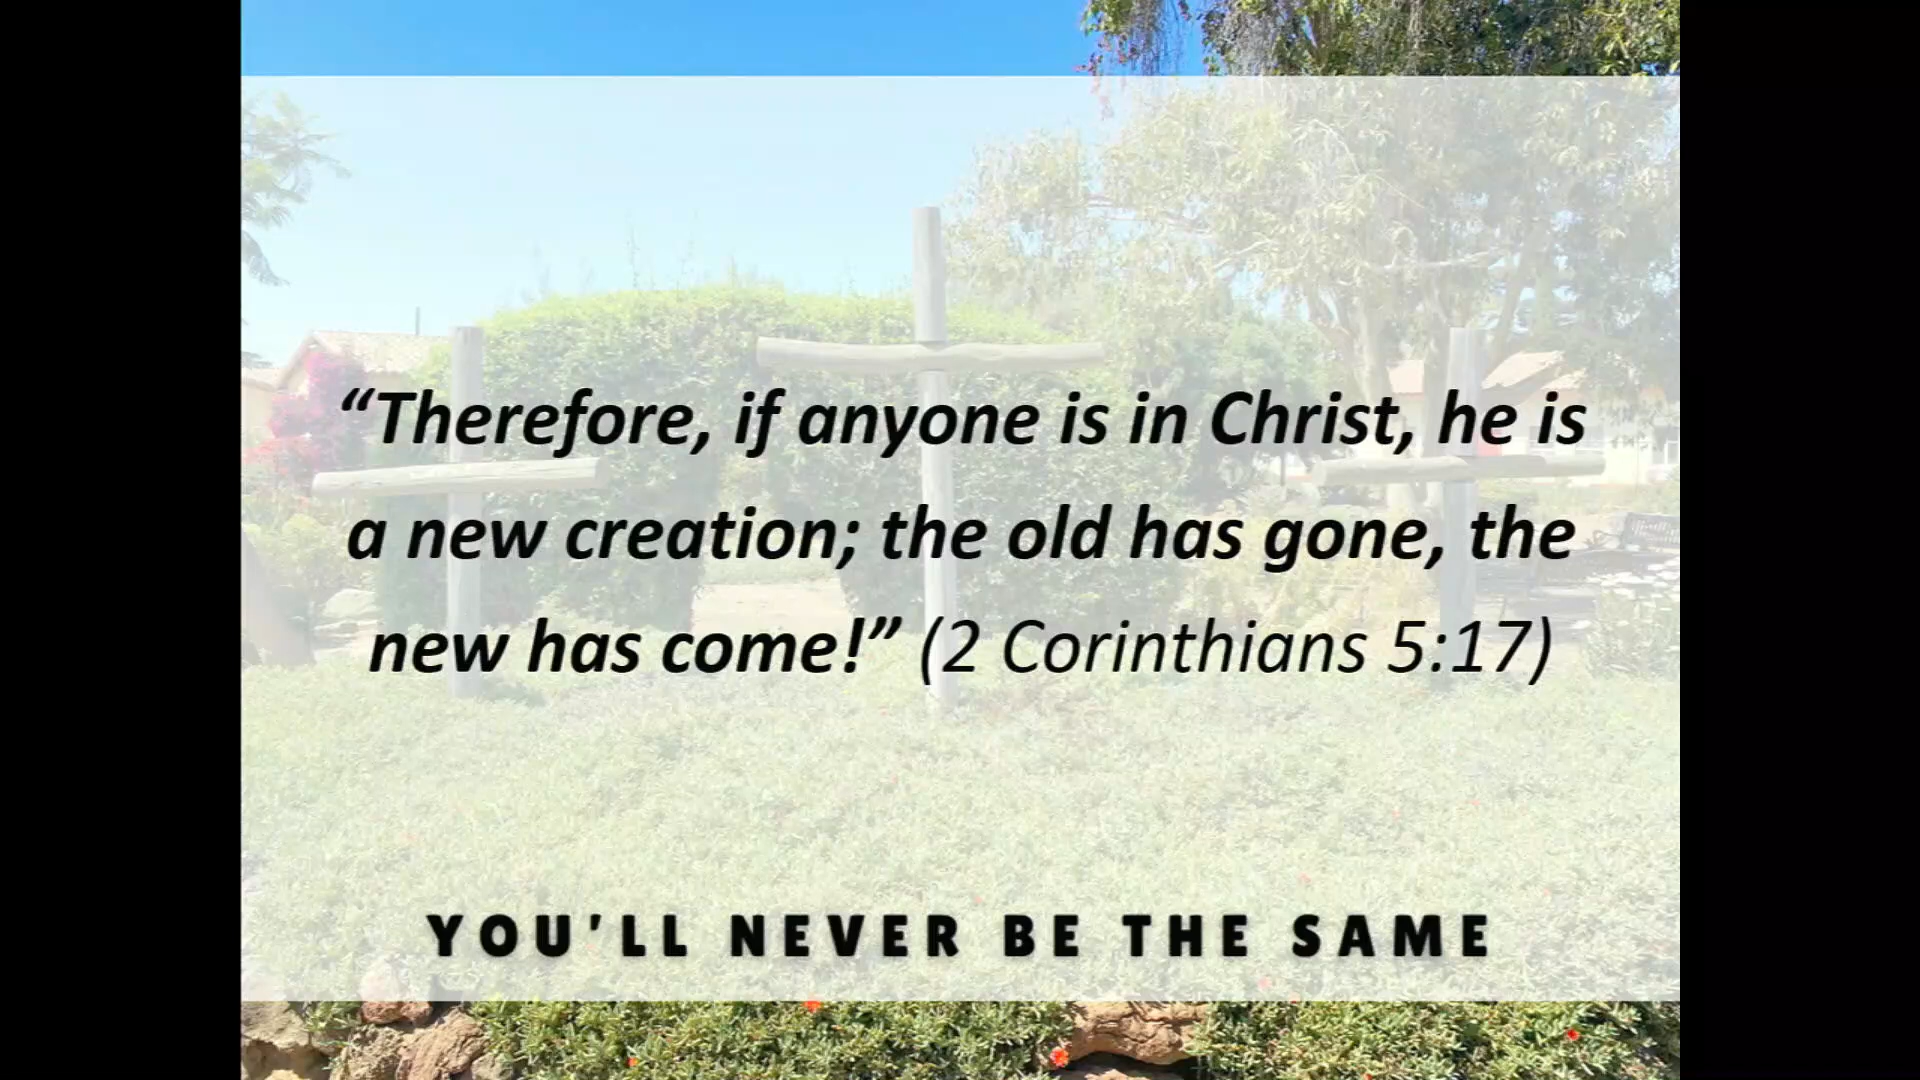 “Therefore, if anyone is in Christ, he is
a new creation; the old has gone, the
new has come!” (2 Corinthians 5:17)
YOU'LL NEVER BE THE SAME